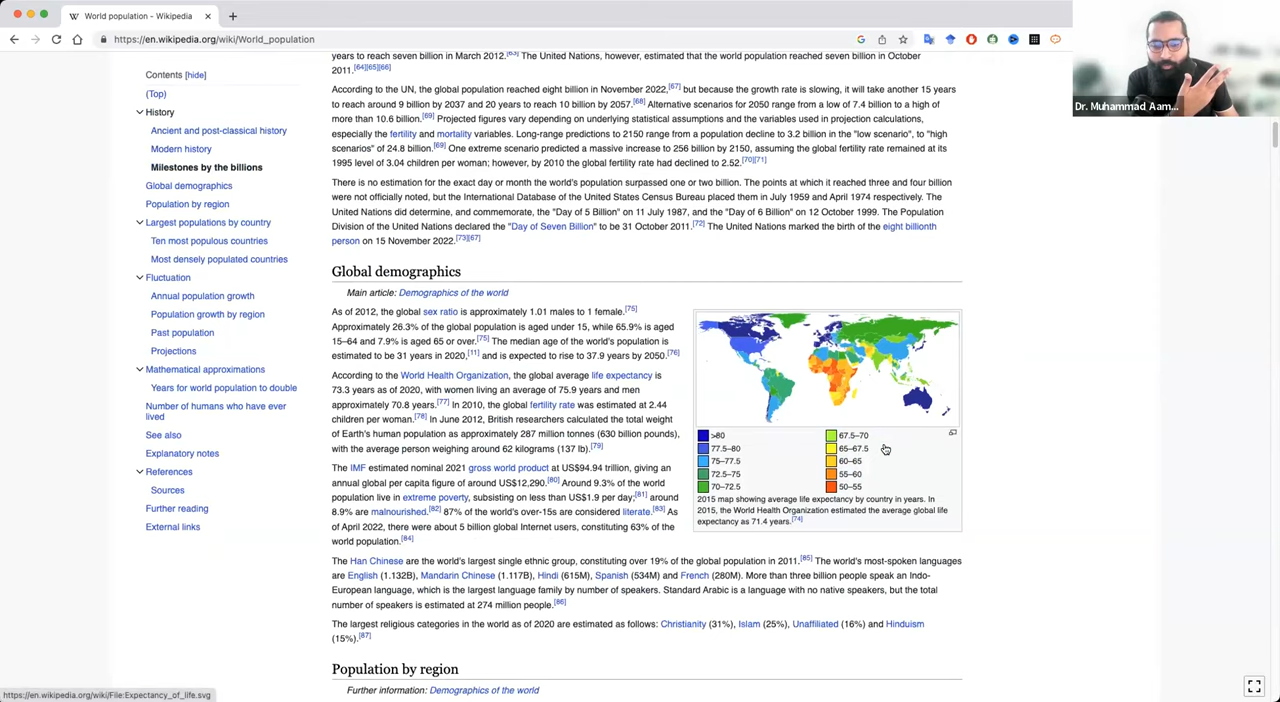 World population - Wikipedia
https://en.wikipedia.org/wiki/World_population
Dr. Muhammad Aam...
Contents [hide]
(Top)
History
Ancient and post-classical history
Modern history
Milestones by the billions
Global demographics
Population by region
Largest populations by country
Ten most populous countries
Most densely populated countries
Fluctuation
Annual population growth
Population growth by region
Past population
Projections
Mathematical approximations
Years for world population to double
Number of humans who have ever
lived
See also
Explanatory notes
References
Sources
Further reading
External links
years to reach seven billion in March 2012.[63] The United Nations, however, estimated that the world population reached seven billion in October
2011.[64][65][66]
According to the UN, the global population reached eight billion in November 2022,[67] but because the growth rate is slowing, it will take another 15 years
to reach around 9 billion by 2037 and 20 years to reach 10 billion by 2057.[68] Alternative scenarios for 2050 range from a low of 7.4 billion to a high of
more than 10.6 billion.[69] Projected figures vary depending on underlying statistical assumptions and the variables used in projection calculations,
especially the fertility and mortality variables. Long-range predictions to 2150 range from a population decline to 3.2 billion in the "low scenario", to "high
scenarios" of 24.8 billion.[69] One extreme scenario predicted a massive increase to 256 billion by 2150, assuming the global fertility rate remained at its
1995 level of 3.04 children per woman; however, by 2010 the global fertility rate had declined to 2.52.[70][71]
There is no estimation for the exact day or month the world's population surpassed one or two billion. The points at which it reached three and four billion
were not officially noted, but the International Database of the United States Census Bureau placed them in July 1959 and April 1974 respectively. The
United Nations did determine, and commemorate, the "Day of 5 Billion" on 11 July 1987, and the "Day of 6 Billion" on 12 October 1999. The Population
Division of the United Nations declared the "Day of Seven Billion" to be 31 October 2011.[72] The United Nations marked the birth of the eight billionth
person on 15 November 2022.[73][67]
Global demographics
Main article: Demographics of the world
As of 2012, the global sex ratio is approximately 1.01 males to 1 female.[75]
Approximately 26.3% of the global population is aged under 15, while 65.9% is aged
15–64 and 7.9% is aged 65 or over.[75] The median age of the world's population is
estimated to be 31 years in 2020,[11] and is expected to rise to 37.9 years by 2050.[76]
According to the World Health Organization, the global average life expectancy is
73.3 years as of 2020, with women living an average of 75.9 years and men
approximately 70.8 years.[77] In 2010, the global fertility rate was estimated at 2.44
children per woman.[78] In June 2012, British researchers calculated the total weight
of Earth's human population as approximately 287 million tonnes (630 billion pounds),
with the average person weighing around 62 kilograms (137 lb).[79]
The IMF estimated nominal 2021 gross world product at US$94.94 trillion, giving an
annual global per capita figure of around US$12,290.[80] Around 9.3% of the world
population live in extreme poverty, subsisting on less than US$1.9 per day;[81] around
8.9% are malnourished.[82] 87% of the world's over-15s are considered literate.[83] As
of April 2022, there were about 5 billion global Internet users, constituting 63% of the
world population.[84]
>80
77.5–80
75–77.5
72.5–75
70–72.5
67.5–70
65–67.5
60–65
55–60
50–55
2015 map showing average life expectancy by country in years. In
2015, the World Health Organization estimated the average global life
expectancy as 71.4 years.[74]
The Han Chinese are the world's largest single ethnic group, constituting over 19% of the global population in 2011.[85] The world's most-spoken languages
are English (1.132B), Mandarin Chinese (1.117B), Hindi (615M), Spanish (534M) and French (280M). More than three billion people speak an Indo-
European language, which is the largest language family by number of speakers. Standard Arabic is a language with no native speakers, but the total
number of speakers is estimated at 274 million people.[86]
The largest religious categories in the world as of 2020 are estimated as follows: Christianity (31%), Islam (25%), Unaffiliated (16%) and Hinduism
(15%).[87]
Population by region
Further information: Demographics of the world
https://en.wikipedia.org/wiki/File:Expectancy_of_life.svg